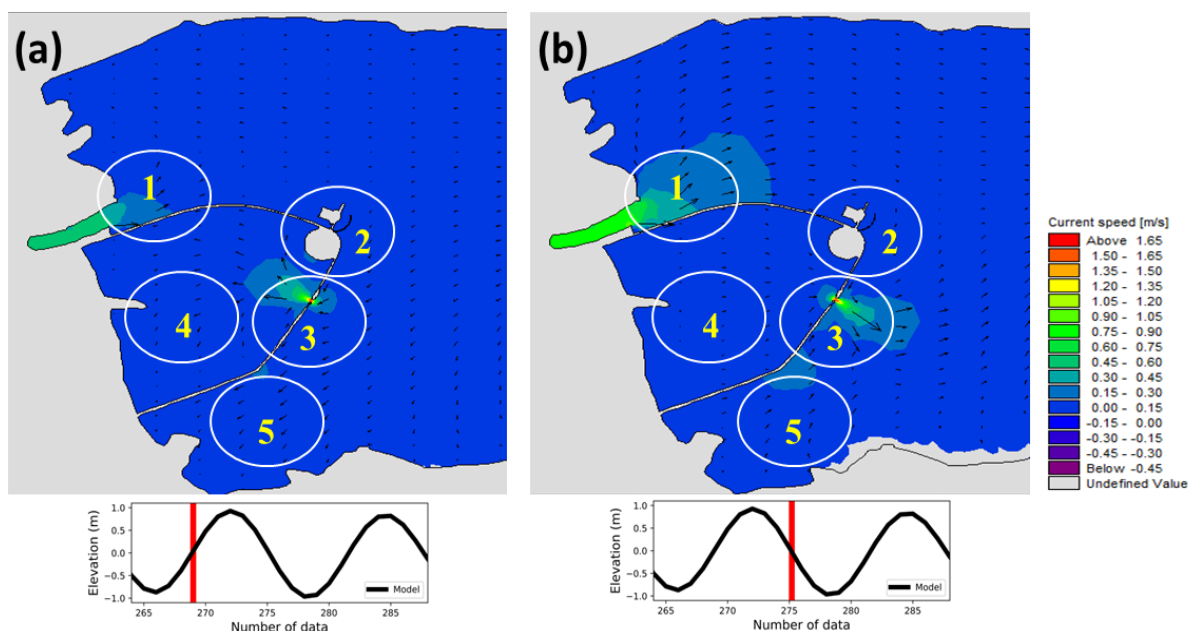 (a)
1
2
3
4
5
(b)
1
2
3
4
5
Current speed [m/s]
Above 1.65
1.50 - 1.65
1.35 - 1.50
1.20 - 1.35
1.05 - 1.20
0.90 - 1.05
0.75 - 0.90
0.60 - 0.75
0.45 - 0.60
0.30 - 0.45
0.15 - 0.30
0.00 - 0.15
-0.15 - 0.00
-0.30 - -0.15
-0.45 - -0.30
Below -0.45
Undefined Value
Elevation (m)
1.0
0.5
0.0
-0.5
-1.0
Model
265 270 275 280 285
Number of data
Elevation (m)
1.0
0.5
0.0
-0.5
-1.0
Model
265 270 275 280 285
Number of data